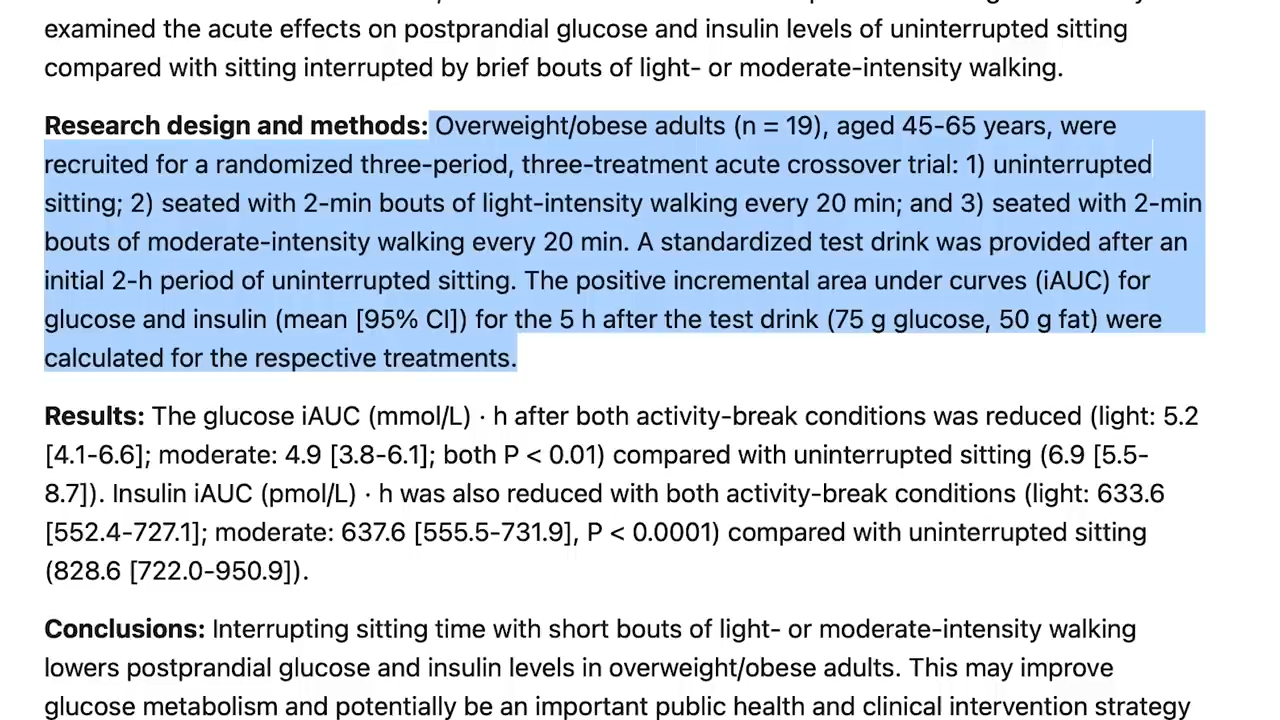 examined the acute effects on postprandial glucose and insulin levels of uninterrupted sitting
compared with sitting interrupted by brief bouts of light- or moderate-intensity walking.
Research design and methods: Overweight/obese adults (n = 19), aged 45-65 years, were
recruited for a randomized three-period, three-treatment acute crossover trial: 1) uninterrupted
sitting; 2) seated with 2-min bouts of light-intensity walking every 20 min; and 3) seated with 2-min
bouts of moderate-intensity walking every 20 min. A standardized test drink was provided after an
initial 2-h period of uninterrupted sitting. The positive incremental area under curves (iAUC) for
glucose and insulin (mean [95% CI]) for the 5 h after the test drink (75 g glucose, 50 g fat) were
calculated for the respective treatments.
Results: The glucose iAUC (mmol/L) · h after both activity-break conditions was reduced (light: 5.2
[4.1-6.6]; moderate: 4.9 [3.8-6.1]; both P < 0.01) compared with uninterrupted sitting (6.9 [5.5-
8.7]). Insulin iAUC (pmol/L) · h was also reduced with both activity-break conditions (light: 633.6
[552.4-727.1]; moderate: 637.6 [555.5-731.9], P < 0.0001) compared with uninterrupted sitting
(828.6 [722.0-950.9]).
Conclusions: Interrupting sitting time with short bouts of light- or moderate-intensity walking
lowers postprandial glucose and insulin levels in overweight/obese adults. This may improve
glucose metabolism and potentially be an important public health and clinical intervention strategy